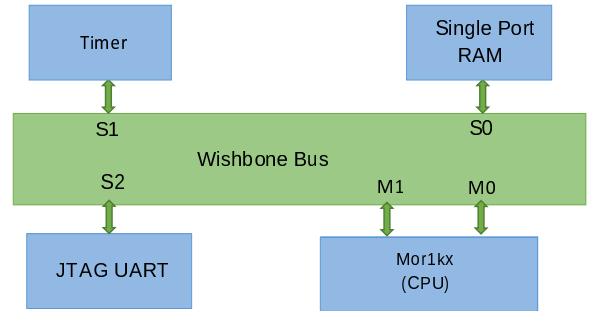 Timer
Single Port
RAM
S1
S0
Wishbone Bus
S2
M1
M0
JTAG UART
Mor1kx
(CPU)